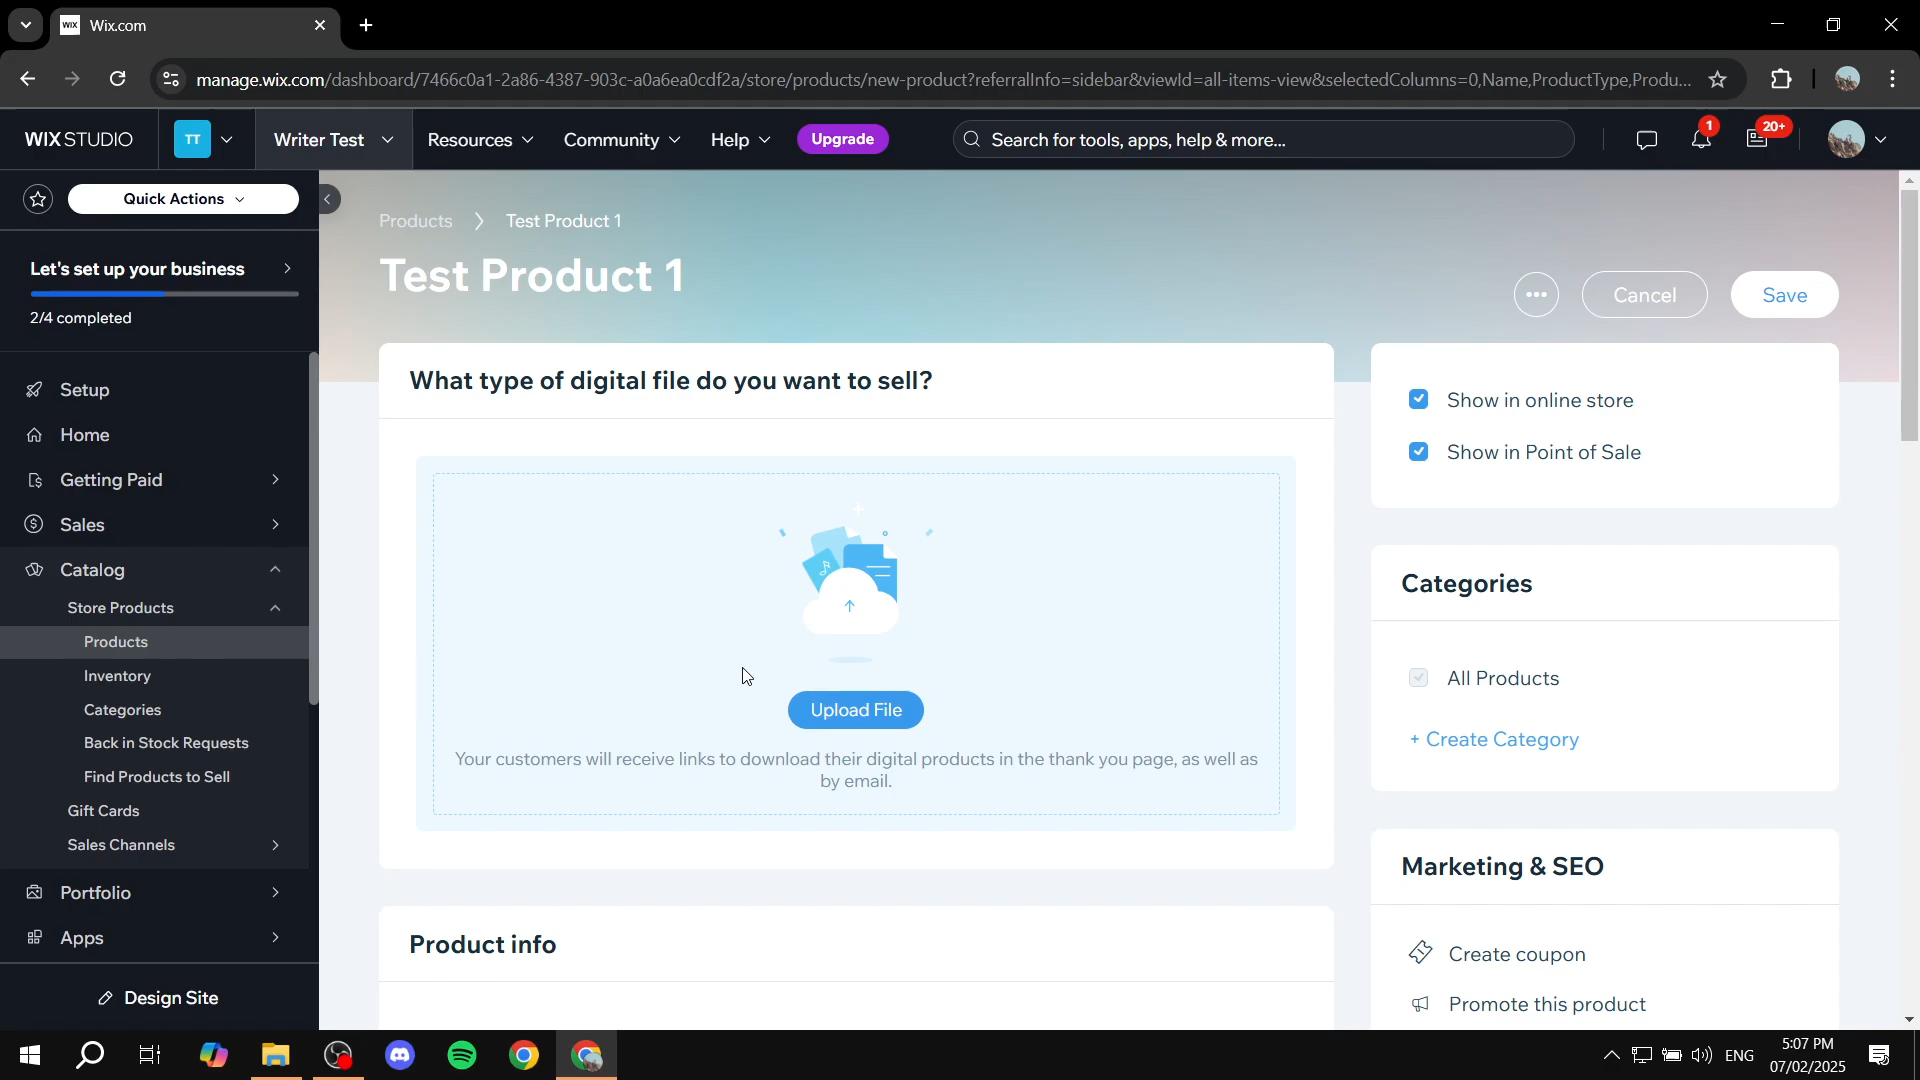 Wix.com
manage.wix.com/dashboard/7466c0a1-2a86-4387-903c-a0a6ea0cdf2a/store/products/new-product?referralInfo=sidebar&viewId=all-items-view&selectedColumns=0,Name,ProductType,Produ...
WIX STUDIO
TT
Writer Test
Resources
Community
Help
Upgrade
Search for tools, apps, help & more...
1
20+
Quick Actions
Let's set up your business
2/4 completed
Setup
Home
Getting Paid
Sales
Catalog
Store Products
Products
Inventory
Categories
Back in Stock Requests
Find Products to Sell
Gift Cards
Sales Channels
Portfolio
Apps
Design Site
Products > Test Product 1
Test Product 1
Cancel
Save
What type of digital file do you want to sell?
Upload File
Your customers will receive links to download their digital products in the thank you page, as well as
by email.
Product info
Show in online store
Show in Point of Sale
Categories
All Products
+ Create Category
Marketing & SEO
Create coupon
Promote this product
ENG
5:07 PM
07/02/2025